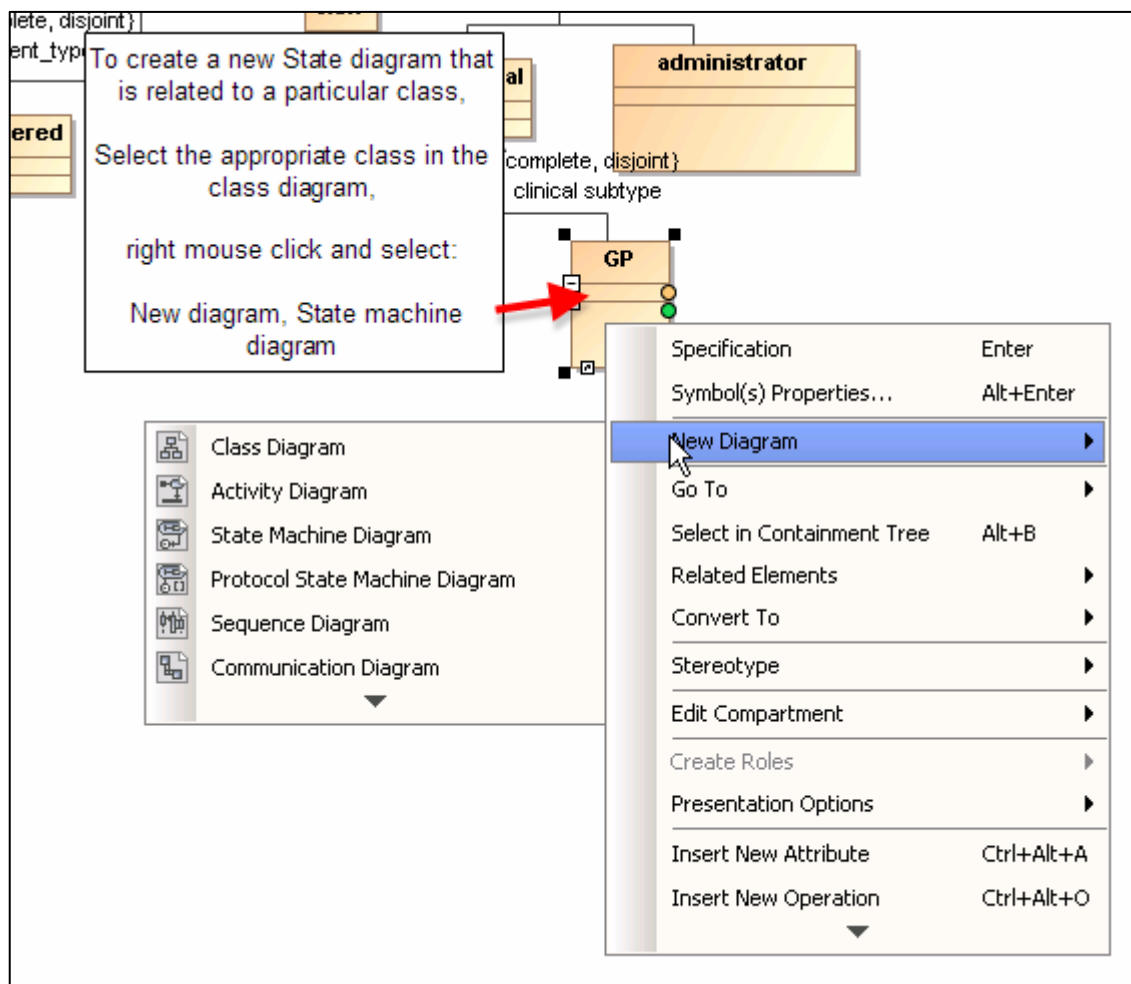 lete, disjoint}
ent_typ
To create a new State diagram that
is related to a particular class,
Select the appropriate class in the
class diagram,
right mouse click and select:
New diagram, State machine
diagram
al
administrator
ered
complete, disjoint}
clinical subtype
GP
Specification Enter
Symbol(s) Properties... Alt+Enter
New Diagram
Go To
Select in Containment Tree Alt+B
Related Elements
Convert To
Stereotype
Edit Compartment
Create Roles
Presentation Options
Insert New Attribute Ctrl+Alt+A
Insert New Operation Ctrl+Alt+O
Class Diagram
Activity Diagram
State Machine Diagram
Protocol State Machine Diagram
Sequence Diagram
Communication Diagram